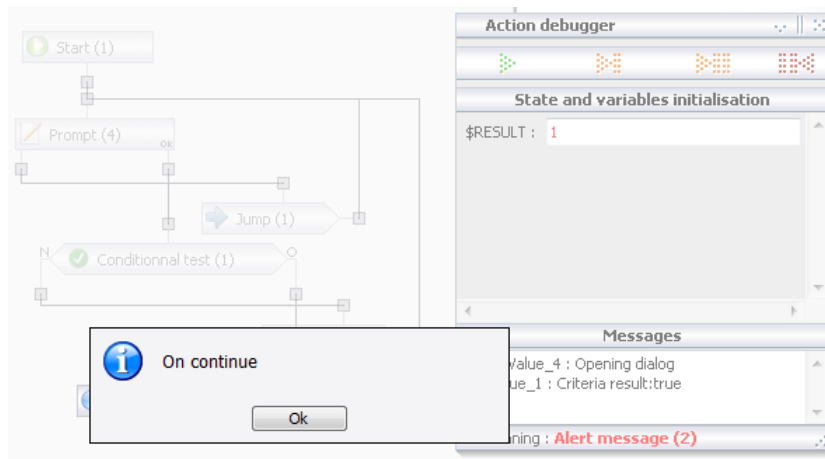 Action debugger
Start (1)
State and variables initialisation
$RESULT : 1
Prompt (4)
Ok
Jump (1)
N
O
Conditionnal test (1)
Messages
On continue
Ok
Value_4 : Opening dialog
ue_1 : Criteria result:true
ning : Alert message (2)